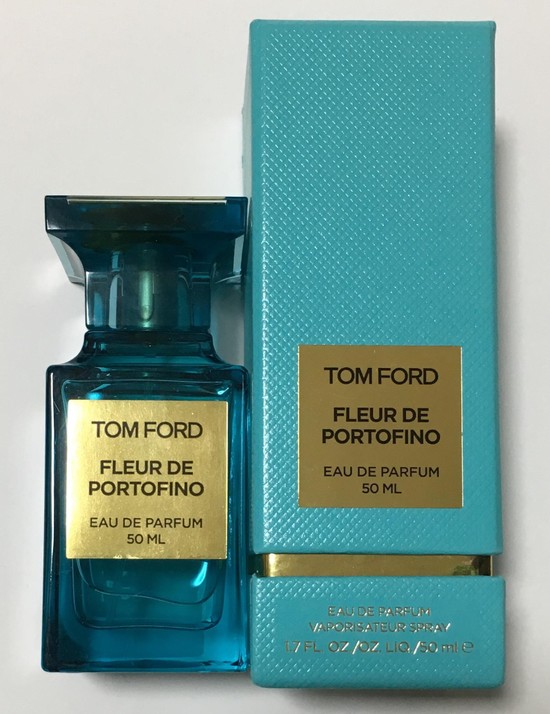 TOM FORD
FLEUR DE
PORTOFINO
EAU DE PARFUM
50 ML
TOM FORD
FLEUR DE
PORTOFINO
EAU DE PARFUM
50 ML
EAU DE PARFUM
VAPORISATEUR SPRAY
1.7 FL. OZ./OZ. LIQ./50 ml ℮